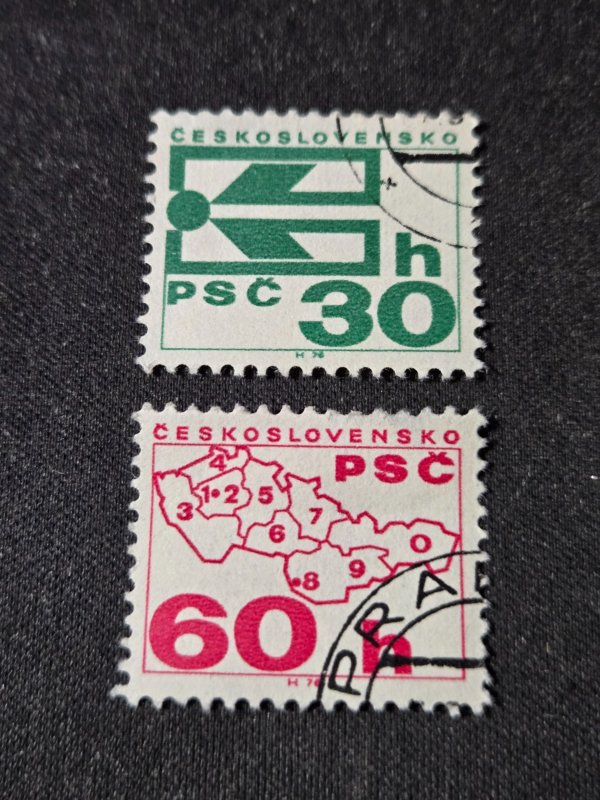 ČESKOSLOVENSKO
h
PSČ 30
H 76
ČESKOSLOVENSKO
PSČ
4
1 2 5
3 7
6 0
8 9
60 h
H 76
PRA